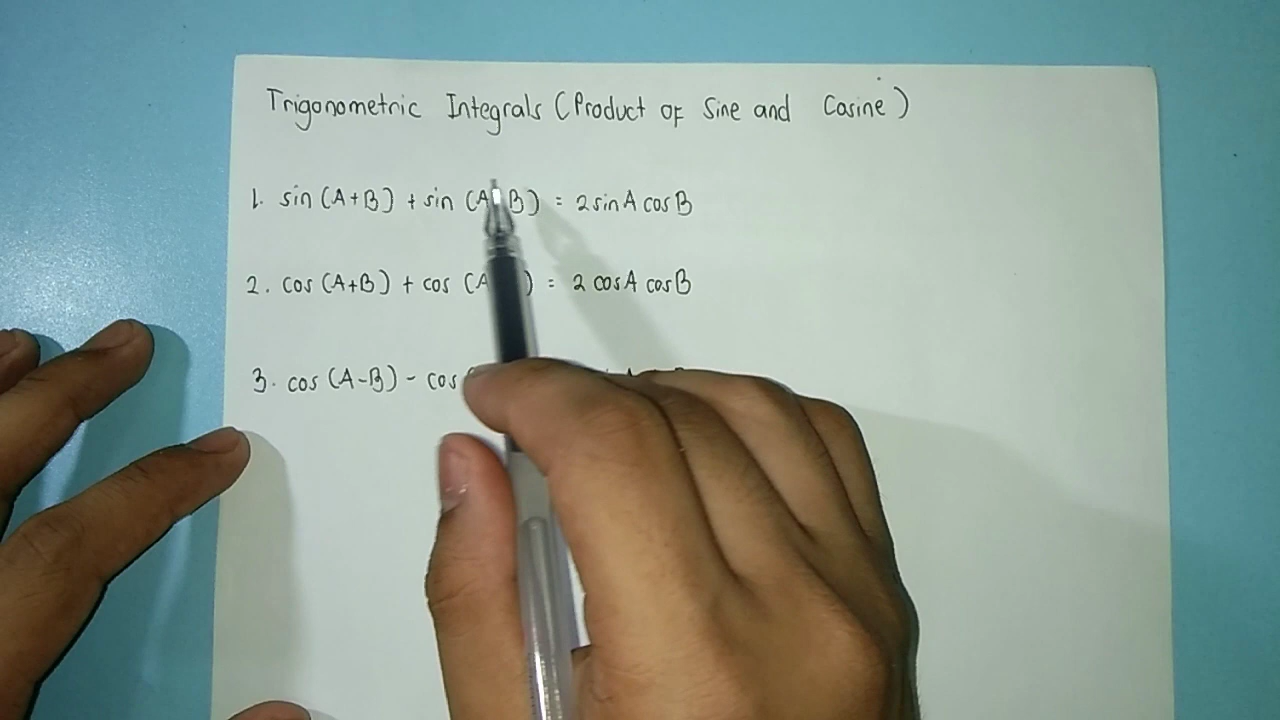 Trigonometric Integrals (Product of Sine and Cosine)
1. sin (A+B) + sin (A B) = 2 sin A cos B
2. cos (A+B) + cos (A ) = 2 cos A cos B
3. cos (A-B) - cos